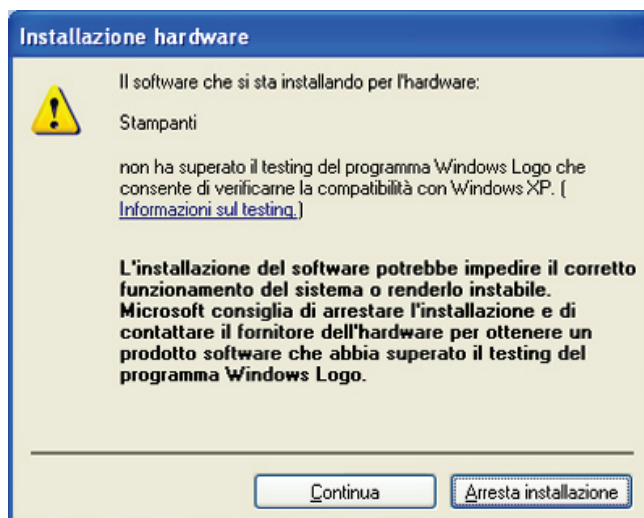 Installazione hardware
Il software che si sta installando per l'hardware:
Stampanti
non ha superato il testing del programma Windows Logo che
consente di verificarne la compatibilità con Windows XP. (
Informazioni sul testing.)
L'installazione del software potrebbe impedire il corretto
funzionamento del sistema o renderlo instabile.
Microsoft consiglia di arrestare l'installazione e di
contattare il fornitore dell'hardware per ottenere un
prodotto software che abbia superato il testing del
programma Windows Logo.
Continua
Arresta installazione